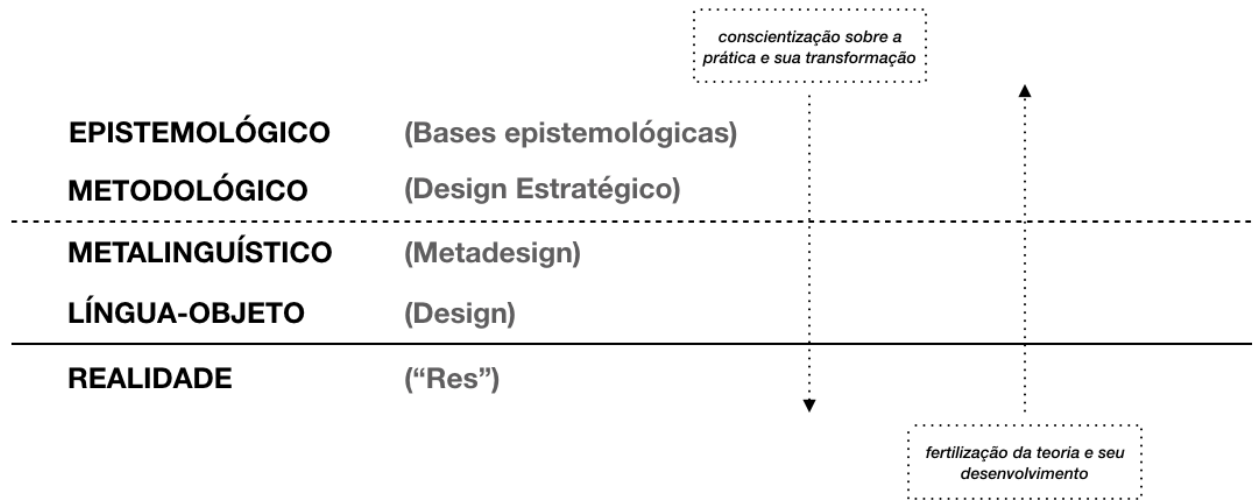 conscientização sobre a
prática e sua transformação
EPISTEMOLÓGICO (Bases epistemológicas)
METODOLÓGICO (Design Estratégico)
METALINGUÍSTICO (Metadesign)
LÍNGUA-OBJETO (Design)
REALIDADE (“Res”)
fertilização da teoria e seu
desenvolvimento